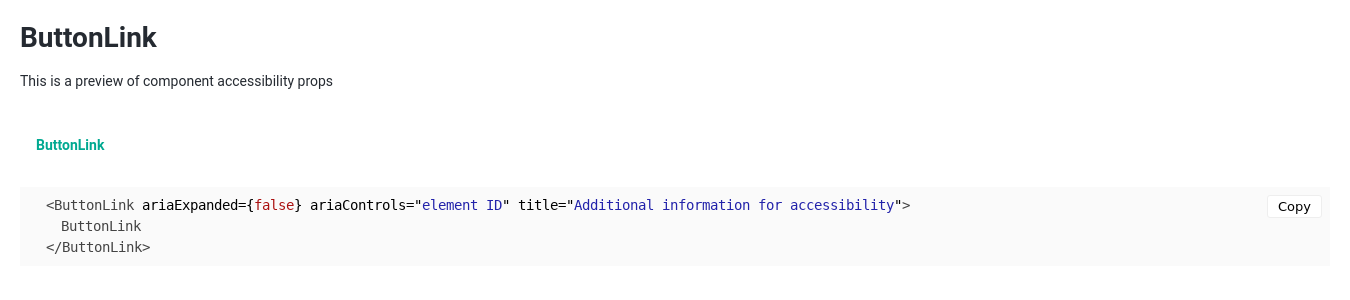 ButtonLink
This is a preview of component accessibility props
ButtonLink
<ButtonLink ariaExpanded={false} ariaControls="element ID" title="Additional information for accessibility">
Copy
ButtonLink
</ButtonLink>